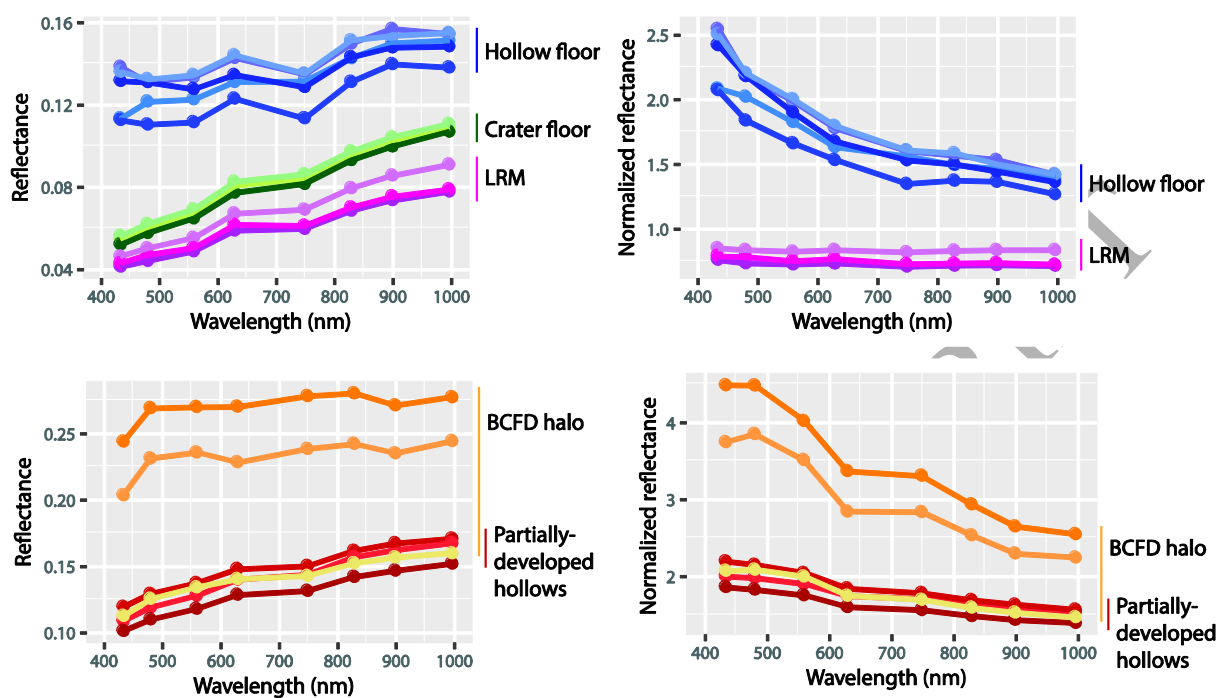 0.16
0.12
0.08
0.04
Reflectance
400 500 600 700 800 900 1000
Wavelength (nm)
Hollow floor
Crater floor
LRM
2.5
2.0
1.5
1.0
Normalized reflectance
400 500 600 700 800 900 1000
Wavelength (nm)
Hollow floor
LRM
0.25
0.20
0.15
0.10
Reflectance
400 500 600 700 800 900 1000
Wavelength (nm)
BCFD halo
Partially-
developed
hollows
4
3
2
Normalized reflectance
400 500 600 700 800 900 1000
Wavelength (nm)
BCFD halo
Partially-
developed
hollows